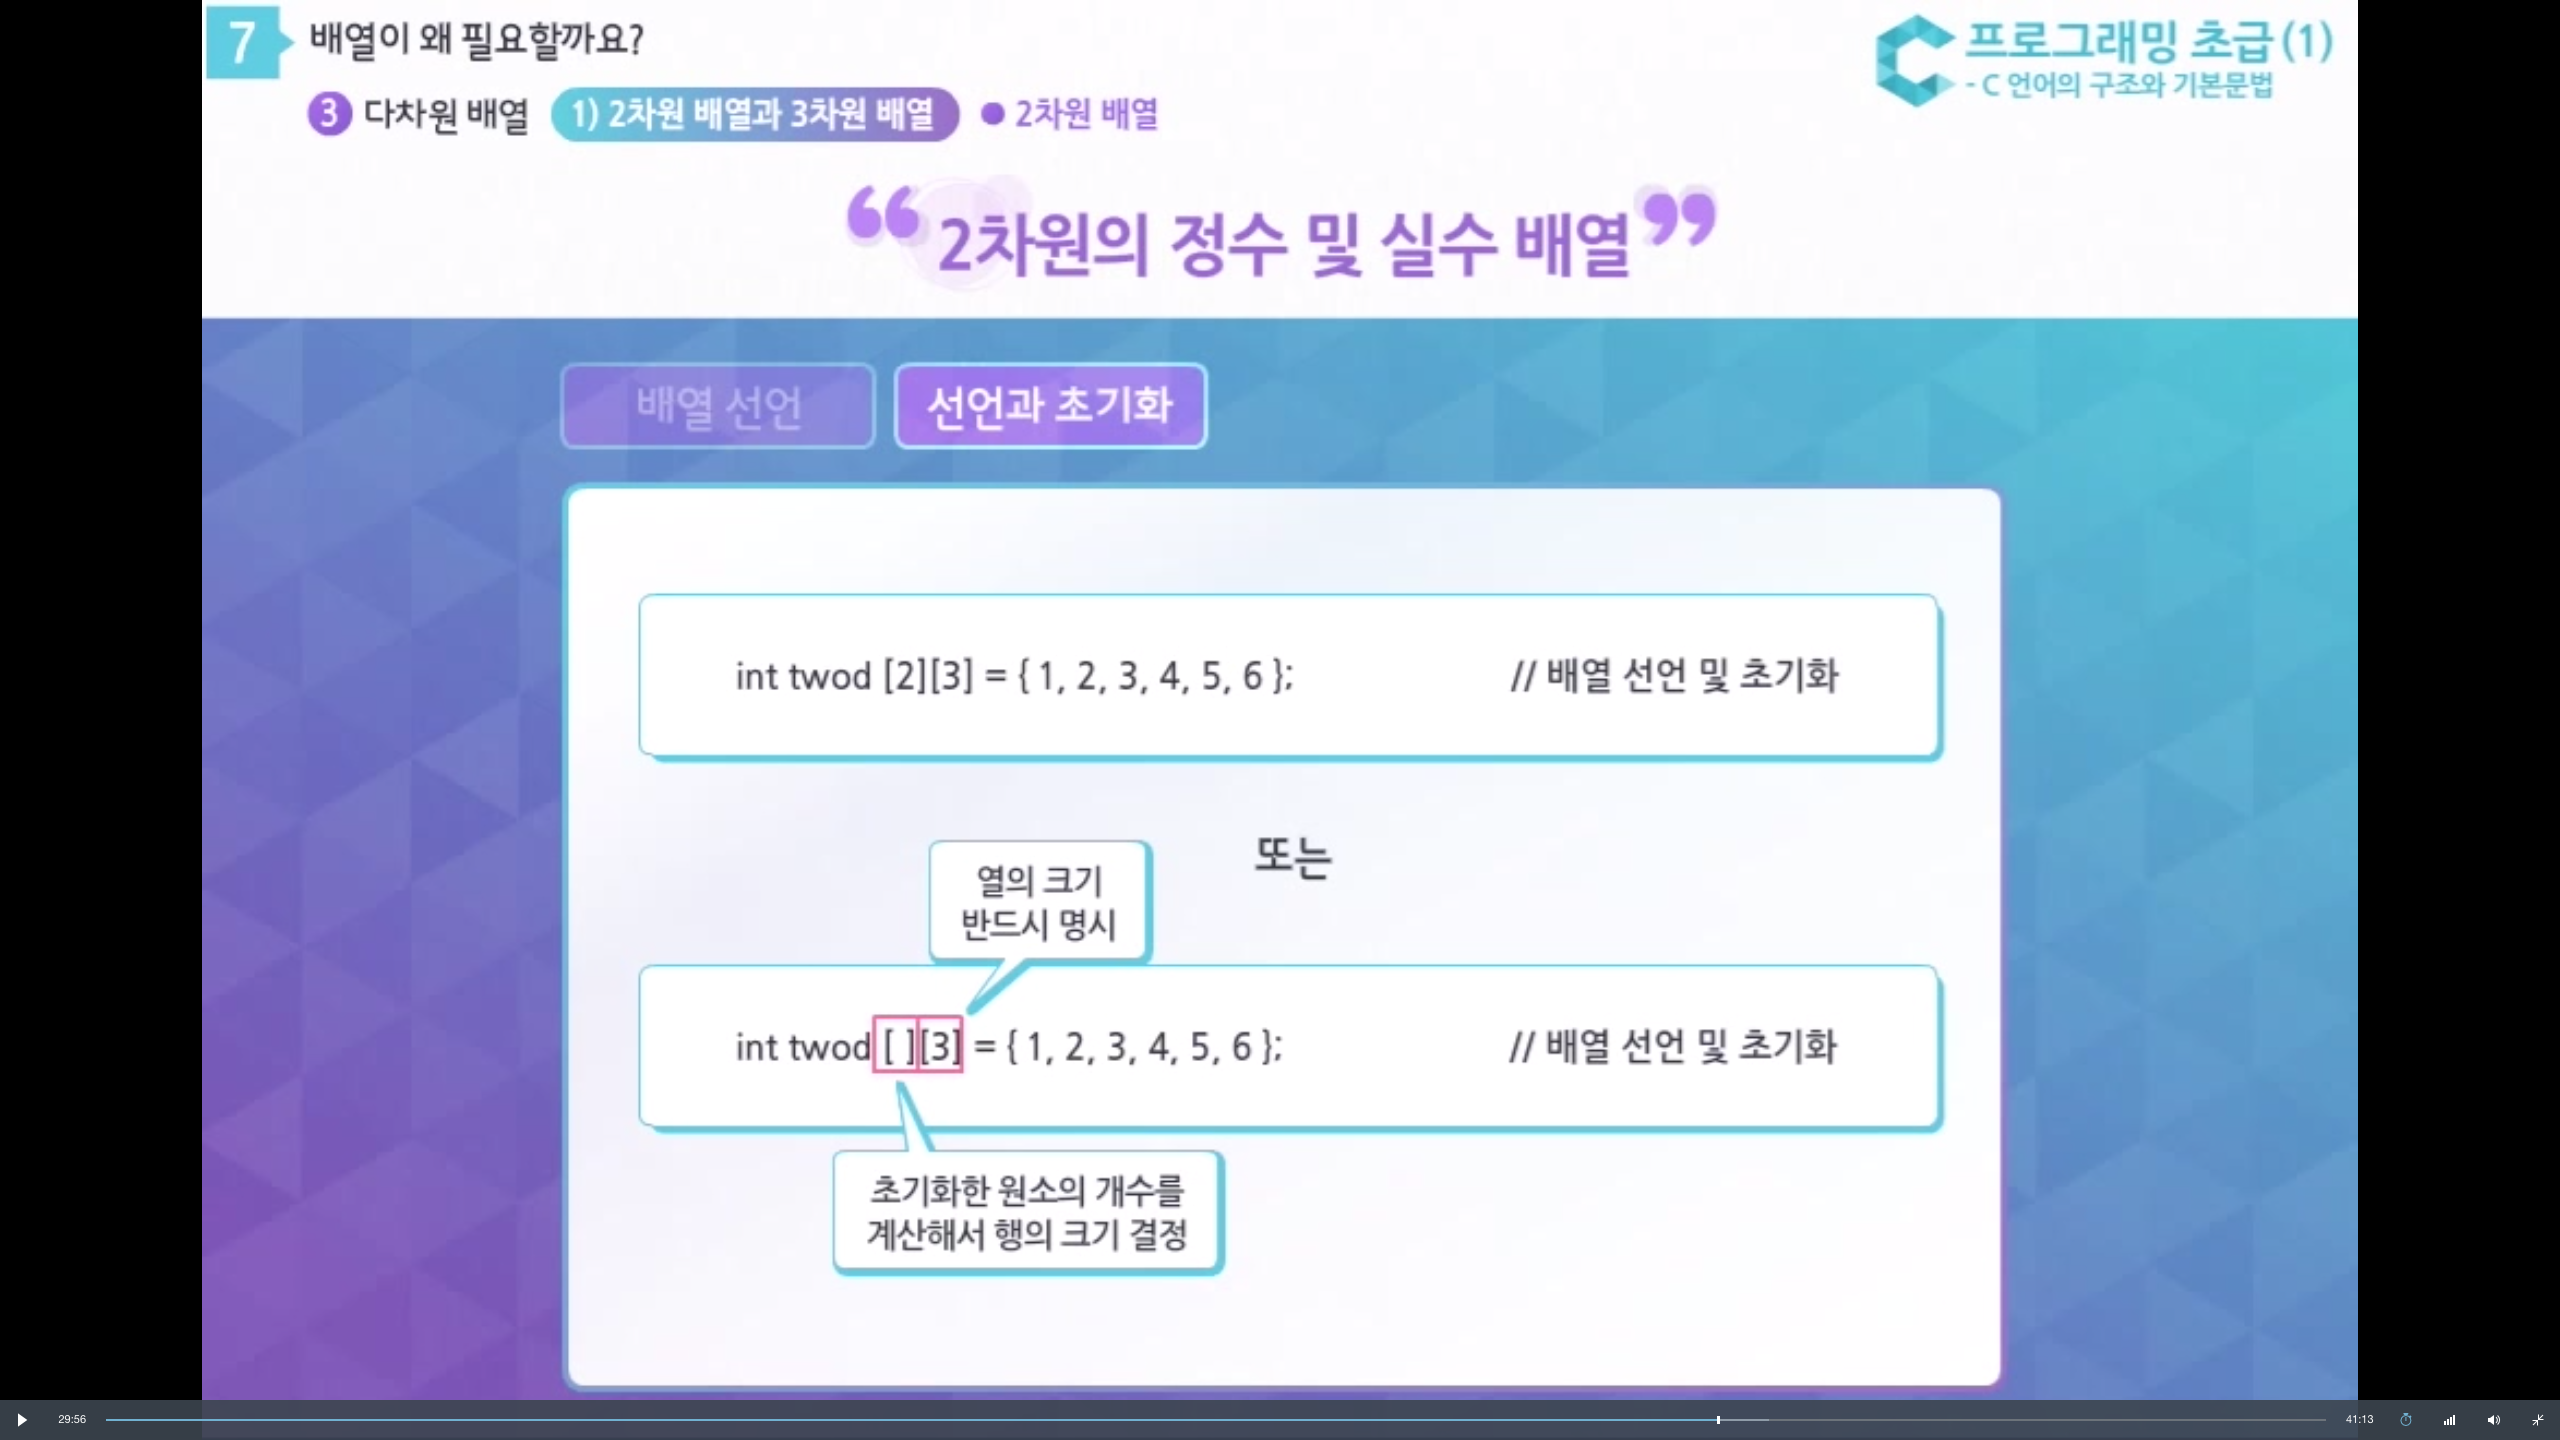 7 배열이 왜 필요할까요?
프로그래밍 초급(1)
- C 언어의 구조와 기본문법
3 다차원 배열 1) 2차원 배열과 3차원 배열 ● 2차원 배열
“ 2차원의 정수 및 실수 배열 ”
배열 선언 선언과 초기화
int twod [2][3] = { 1, 2, 3, 4, 5, 6 }; // 배열 선언 및 초기화
또는
열의 크기
반드시 명시
int twod [ ][3] = { 1, 2, 3, 4, 5, 6 }; // 배열 선언 및 초기화
초기화한 원소의 개수를
계산해서 행의 크기 결정
29:56 41:13